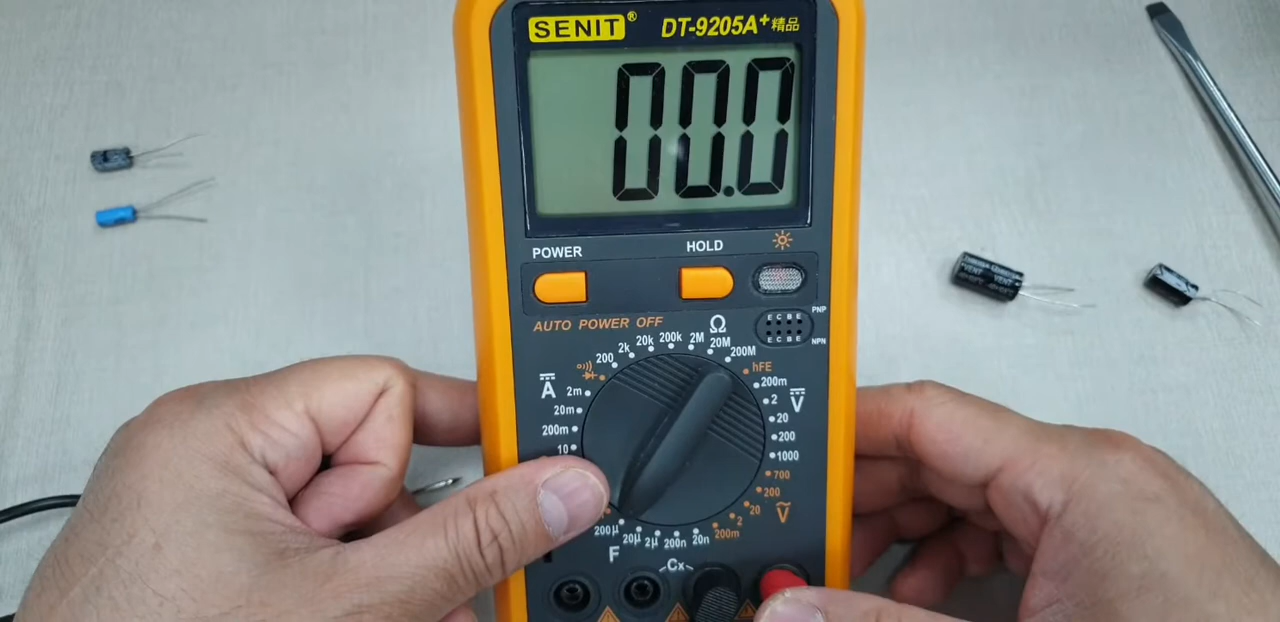 SENIT®
DT-9205A+精品
00.0
POWER
HOLD
AUTO POWER OFF
PNP
E C B E
E C B E
NPN
Ω
200
2k
20k
200k
2M
20M
200M
hFE
A
2m
20m
200m
10
V
200m
2
20
200
1000
V
700
200
20
2
200m
F
200µ
20µ
2µ
200n
20n
Cx
VENT VENT